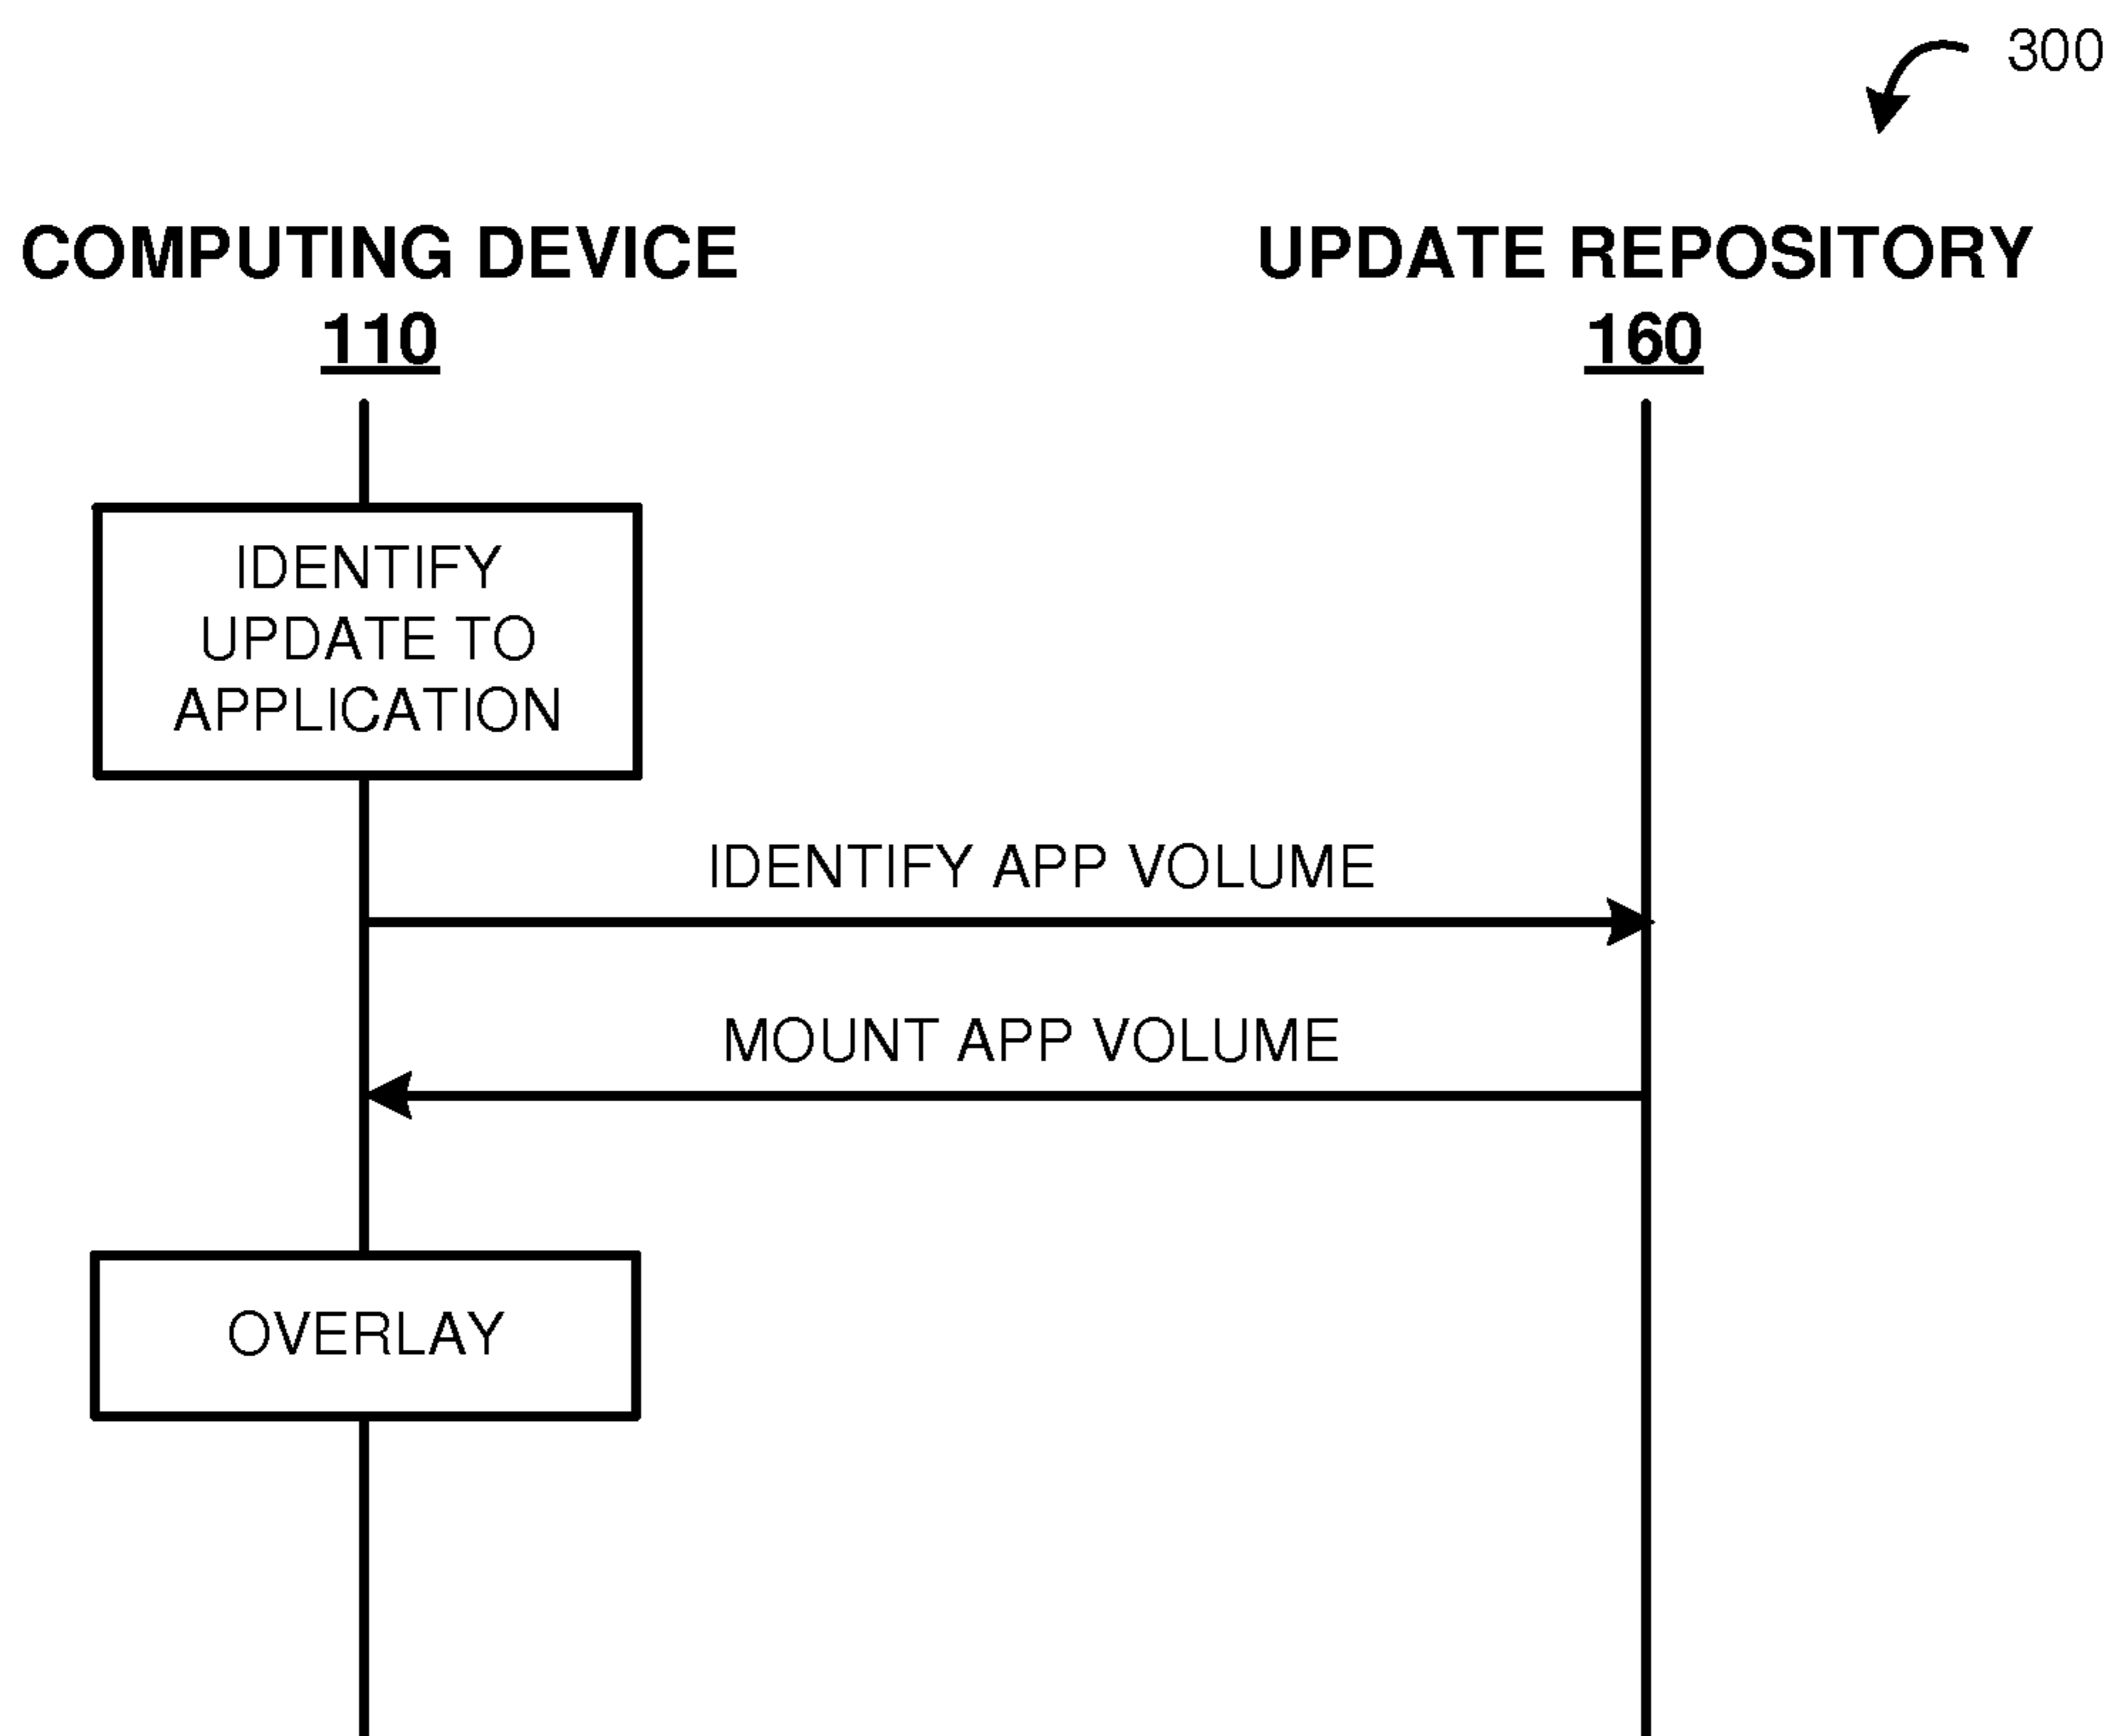 300
COMPUTING DEVICE
110
UPDATE REPOSITORY
160
IDENTIFY
UPDATE TO
APPLICATION
IDENTIFY APP VOLUME
MOUNT APP VOLUME
OVERLAY